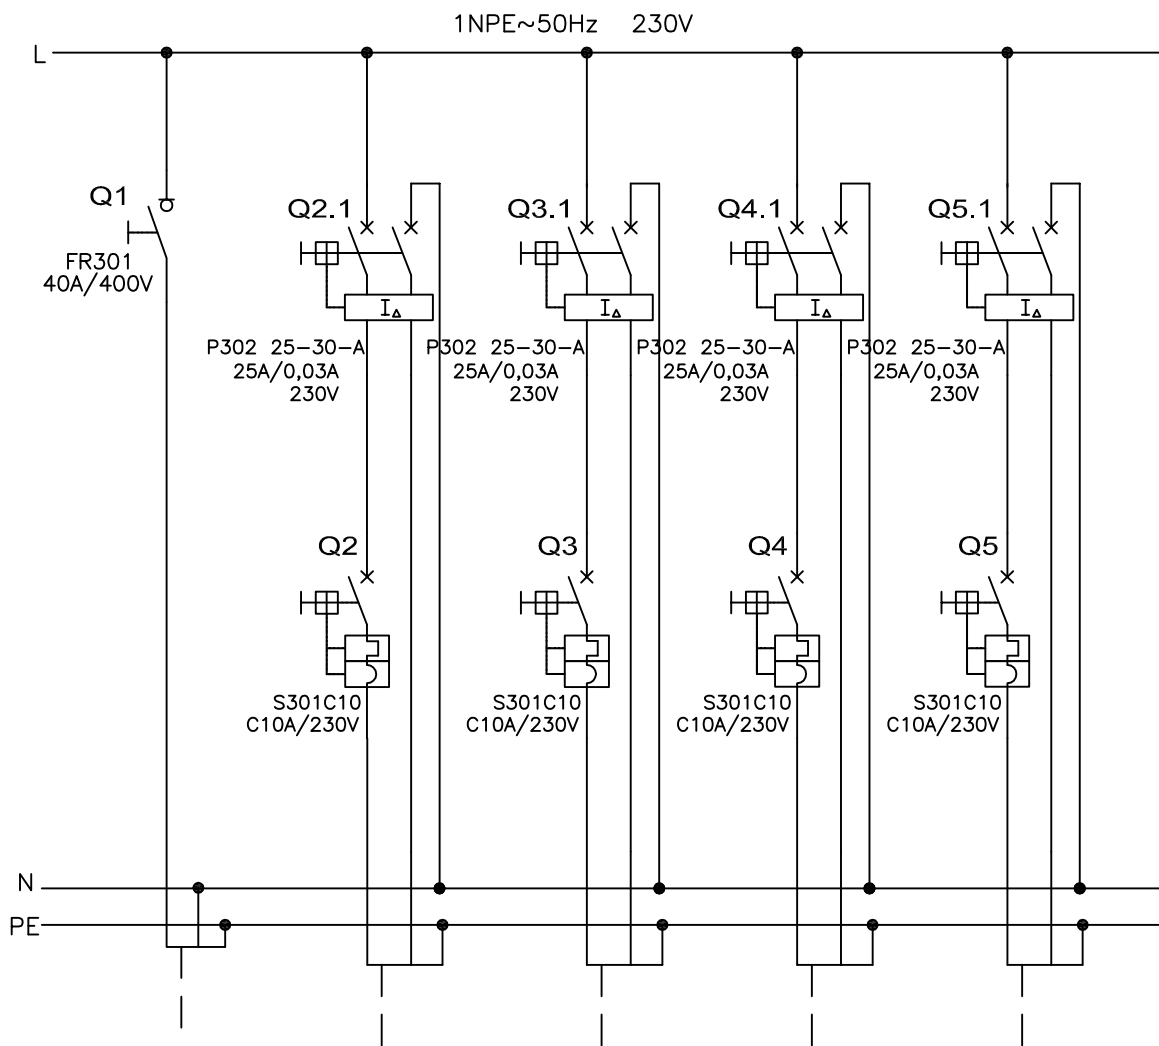 1NPE~50Hz 230V
L
Q1
FR301
40A/400V
Q2.1
I∆
P302 25-30-A
25A/0,03A
230V
Q3.1
I∆
P302 25-30-A
25A/0,03A
230V
Q4.1
I∆
P302 25-30-A
25A/0,03A
230V
Q5.1
I∆
P302 25-30-A
25A/0,03A
230V
Q2
S301C10
C10A/230V
Q3
S301C10
C10A/230V
Q4
S301C10
C10A/230V
Q5
S301C10
C10A/230V
N
PE